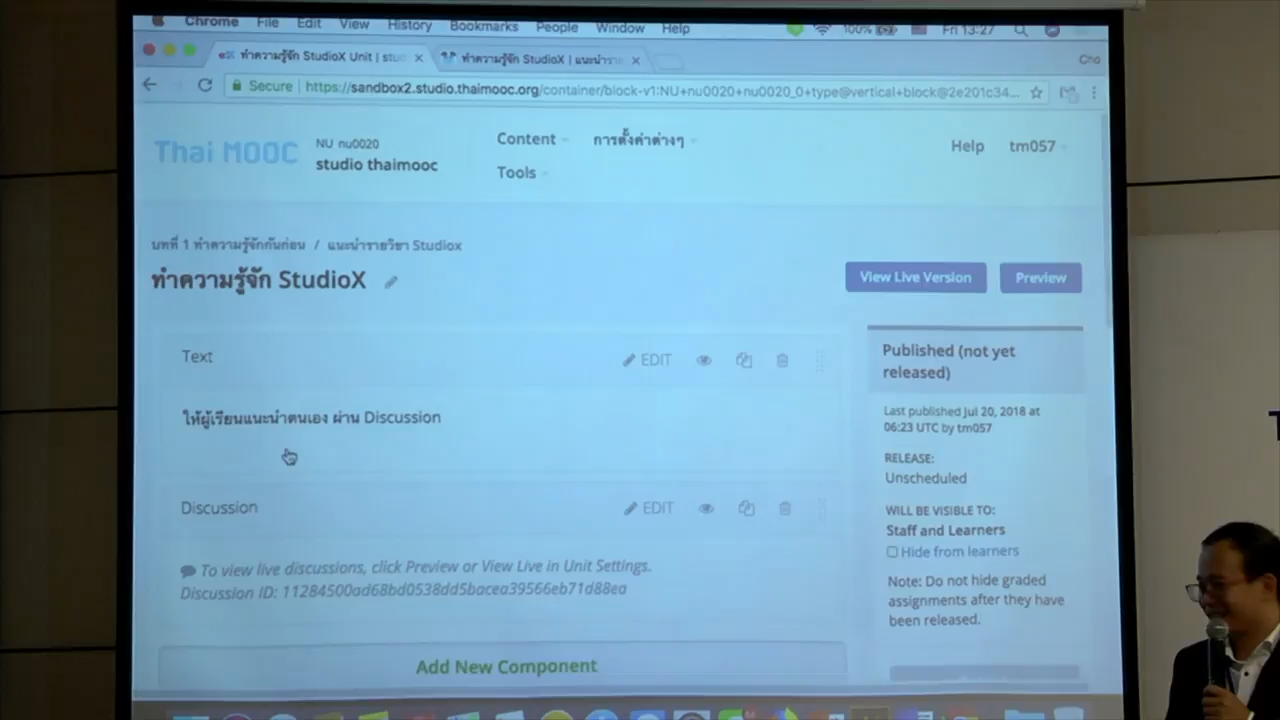 Chrome File Edit View History Bookmarks People Window Help 100% Fri 13:27
ทำความรู้จัก StudioX Unit | stu ทำความรู้จัก StudioX | แนะนำราย Cho
Secure https://sandbox2.studio.thaimooc.org/container/block-v1:NU+nu0020+nu0020_0+type@vertical+block@2e201c34...
Thai MOOC
NU nu0020
studio thaimooc
Content
การตั้งค่าต่างๆ
Tools
Help
tm057
บทที่ 1 ทำความรู้จักกันก่อน / แนะนำรายวิชา Studiox
ทำความรู้จัก StudioX
View Live Version
Preview
Text
EDIT
ให้ผู้เรียนแนะนำตนเอง ผ่าน Discussion
Discussion
EDIT
To view live discussions, click Preview or View Live in Unit Settings.
Discussion ID: 11284500ad68bd0538dd5bacea39566eb71d88ea
Add New Component
Published (not yet
released)
Last published Jul 20, 2018 at
06:23 UTC by tm057
RELEASE:
Unscheduled
WILL BE VISIBLE TO:
Staff and Learners
Hide from learners
Note: Do not hide graded
assignments after they have
been released.